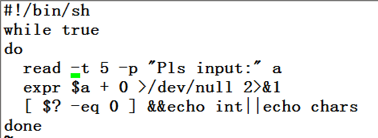 #!/bin/sh
while true
do
  read -t 5 -p "Pls input:" a
  expr $a + 0 >/dev/null 2>&1
  [ $? -eq 0 ] &&echo int||echo chars
done